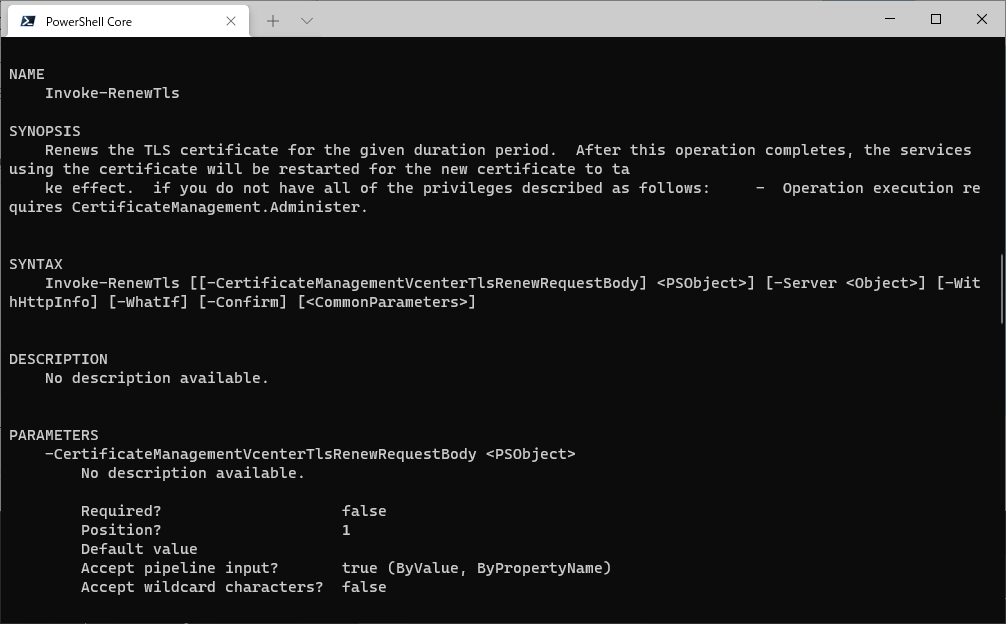 PowerShell Core
NAME
Invoke-RenewTls
SYNOPSIS
Renews the TLS certificate for the given duration period.  After this operation completes, the services
using the certificate will be restarted for the new certificate to ta
ke effect.  if you do not have all of the privileges described as follows:     -  Operation execution re
quires CertificateManagement.Administer.
SYNTAX
Invoke-RenewTls [[-CertificateManagementVcenterTlsRenewRequestBody] <PSObject>] [-Server <Object>] [-Wit
hHttpInfo] [-WhatIf] [-Confirm] [<CommonParameters>]
DESCRIPTION
No description available.
PARAMETERS
-CertificateManagementVcenterTlsRenewRequestBody <PSObject>
No description available.
Required?                    false
Position?                    1
Default value
Accept pipeline input?       true (ByValue, ByPropertyName)
Accept wildcard characters?  false